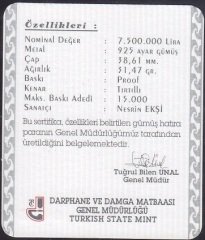 Özellikleri :
Nominal Değer : 7.500.000 Lira
Metal : 925 ayar gümüş
Çap : 38,61 mm.
Ağırlık : 31,47 gr.
Baskı : Proof
Kenar : Tırtıllı
Maks. Baskı Adedi : 15.000
Sanatçı : Nesrin EKŞİ
Bu sertifika, özellikleri belirtilen gümüş hatıra
paranın Genel Müdürlüğümüz tarafından
üretildiğini belgelemektedir.
Tuğrul Bilen ÜNAL
Genel Müdür
DARPHANE VE DAMGA MATBAASI
GENEL MÜDÜRLÜĞÜ
TURKISH STATE MINT